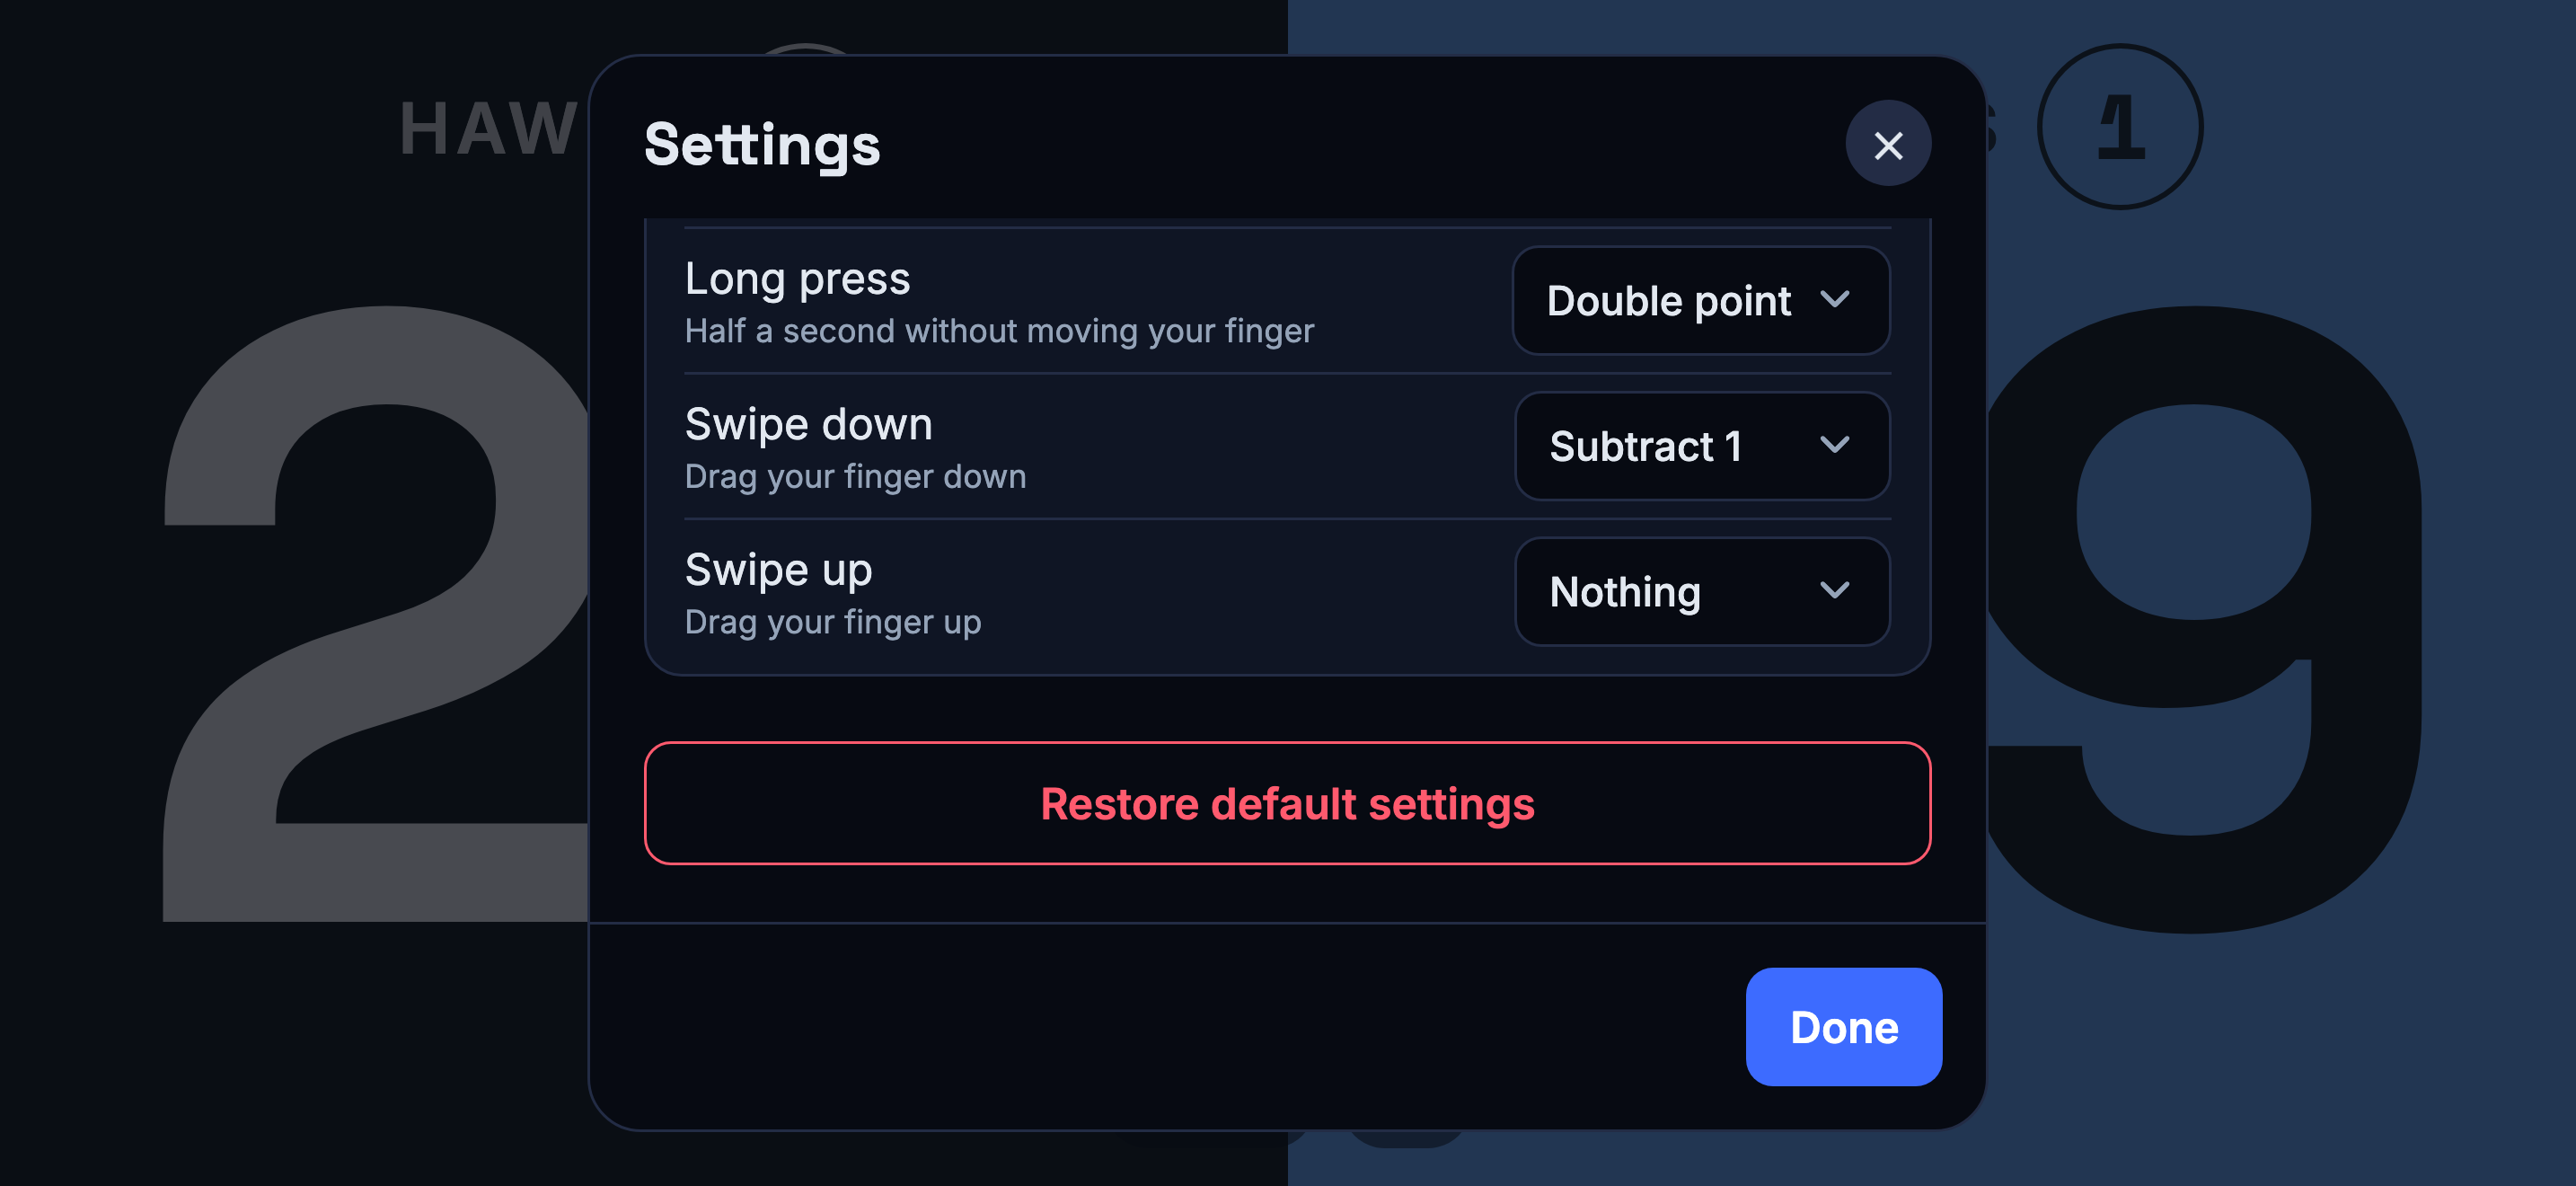 HAW
Settings
S 1
Long press
Half a second without moving your finger
Double point
Swipe down
Drag your finger down
Subtract 1
Swipe up
Drag your finger up
Nothing
2
9
Restore default settings
Done